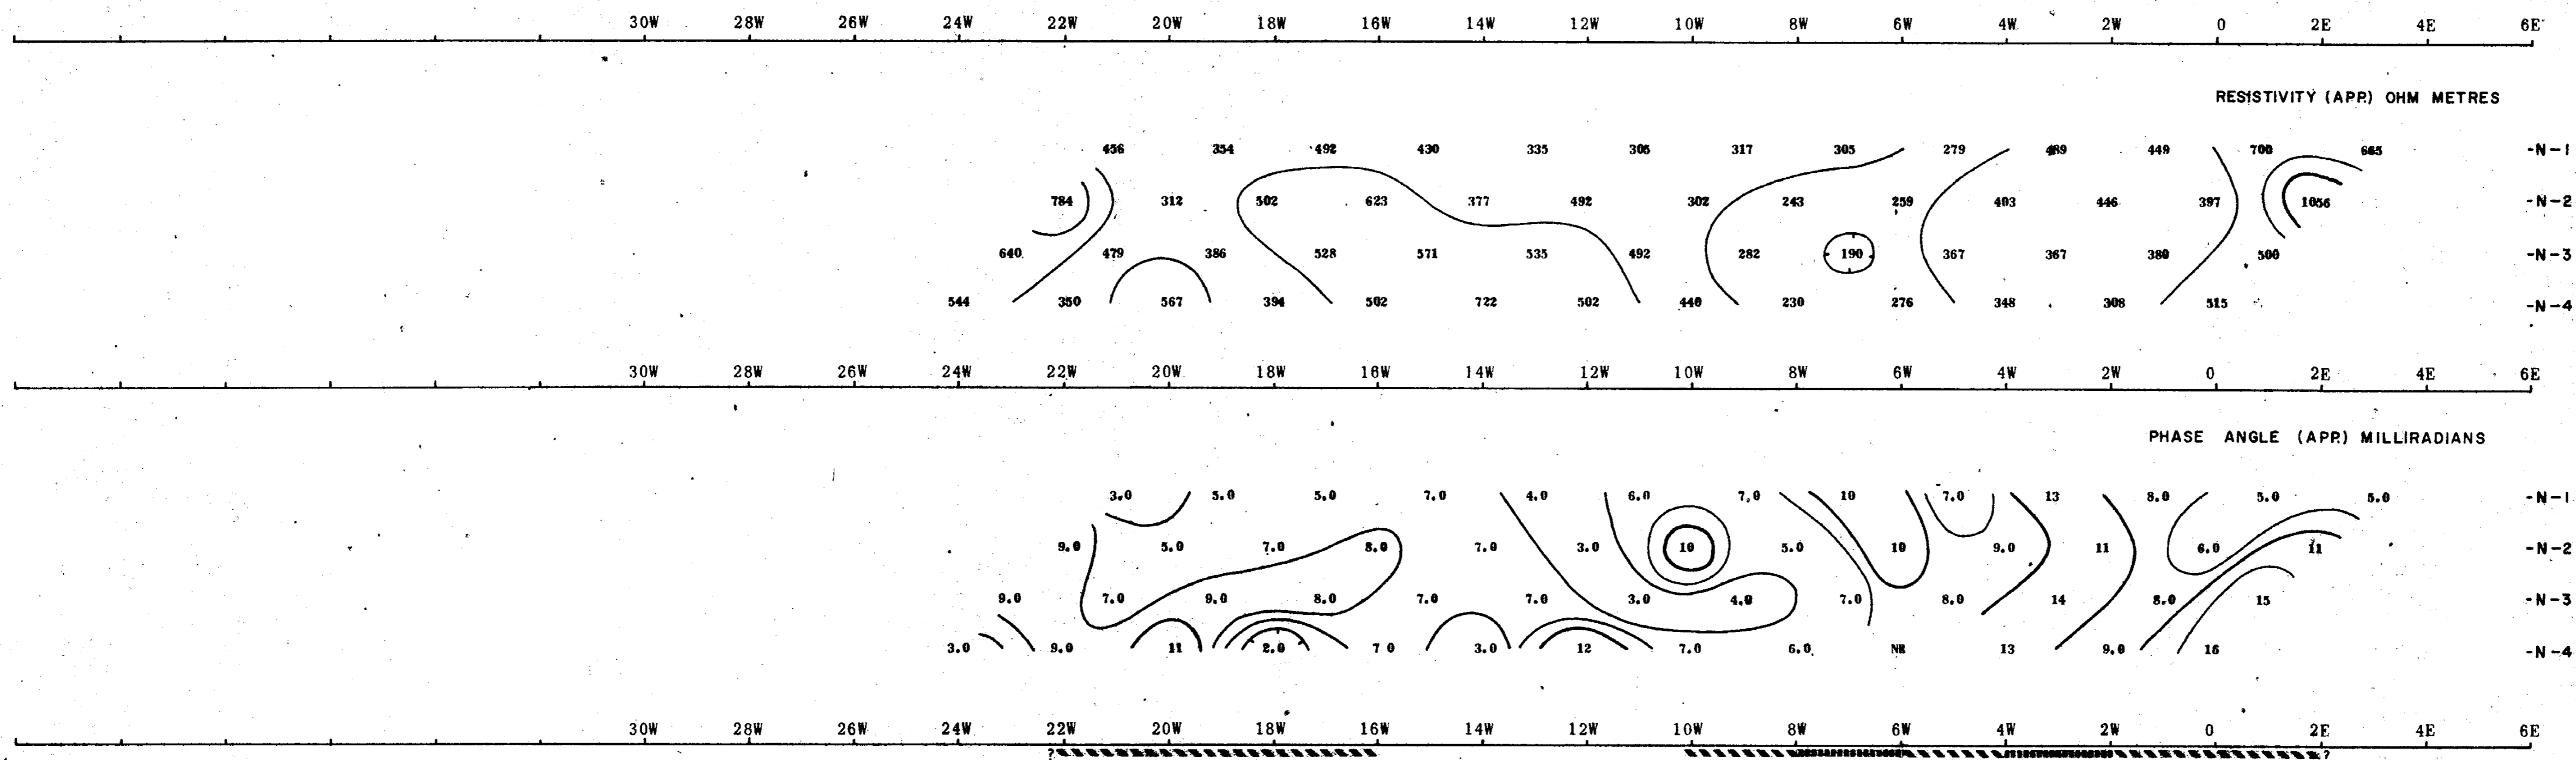 30W 28W 26W 24W 22W 20W 18W 16W 14W 12W 10W 8W 6W 4W 2W 0 2E 4E 6E
RESISTIVITY (APP.) OHM METRES
456 354 492 430 335 305 317 305 279 489 449 700 665 -N-1
784 312 502 623 377 492 302 243 259 403 446 397 1056 -N-2
640 479 386 528 571 535 492 282 190 367 367 380 500 -N-3
544 350 567 394 502 722 502 440 230 276 348 308 515 -N-4
30W 28W 26W 24W 22W 20W 18W 16W 14W 12W 10W 8W 6W 4W 2W 0 2E 4E 6E
PHASE ANGLE (APP.) MILLIRADIANS
3.0 5.0 5.0 7.0 4.0 6.0 7.0 10 7.0 13 8.0 5.0 5.0 -N-1
9.0 5.0 7.0 8.0 7.0 3.0 10 5.0 10 9.0 11 6.0 11 -N-2
9.0 7.0 9.0 8.0 7.0 7.0 3.0 4.0 7.0 8.0 14 8.0 15 -N-3
3.0 9.0 11 2.0 7 0 3.0 12 7.0 6.0 NR 13 9.0 16 -N-4
30W 28W 26W 24W 22W 20W 18W 16W 14W 12W 10W 8W 6W 4W 2W 0 2E 4E 6E
? ?